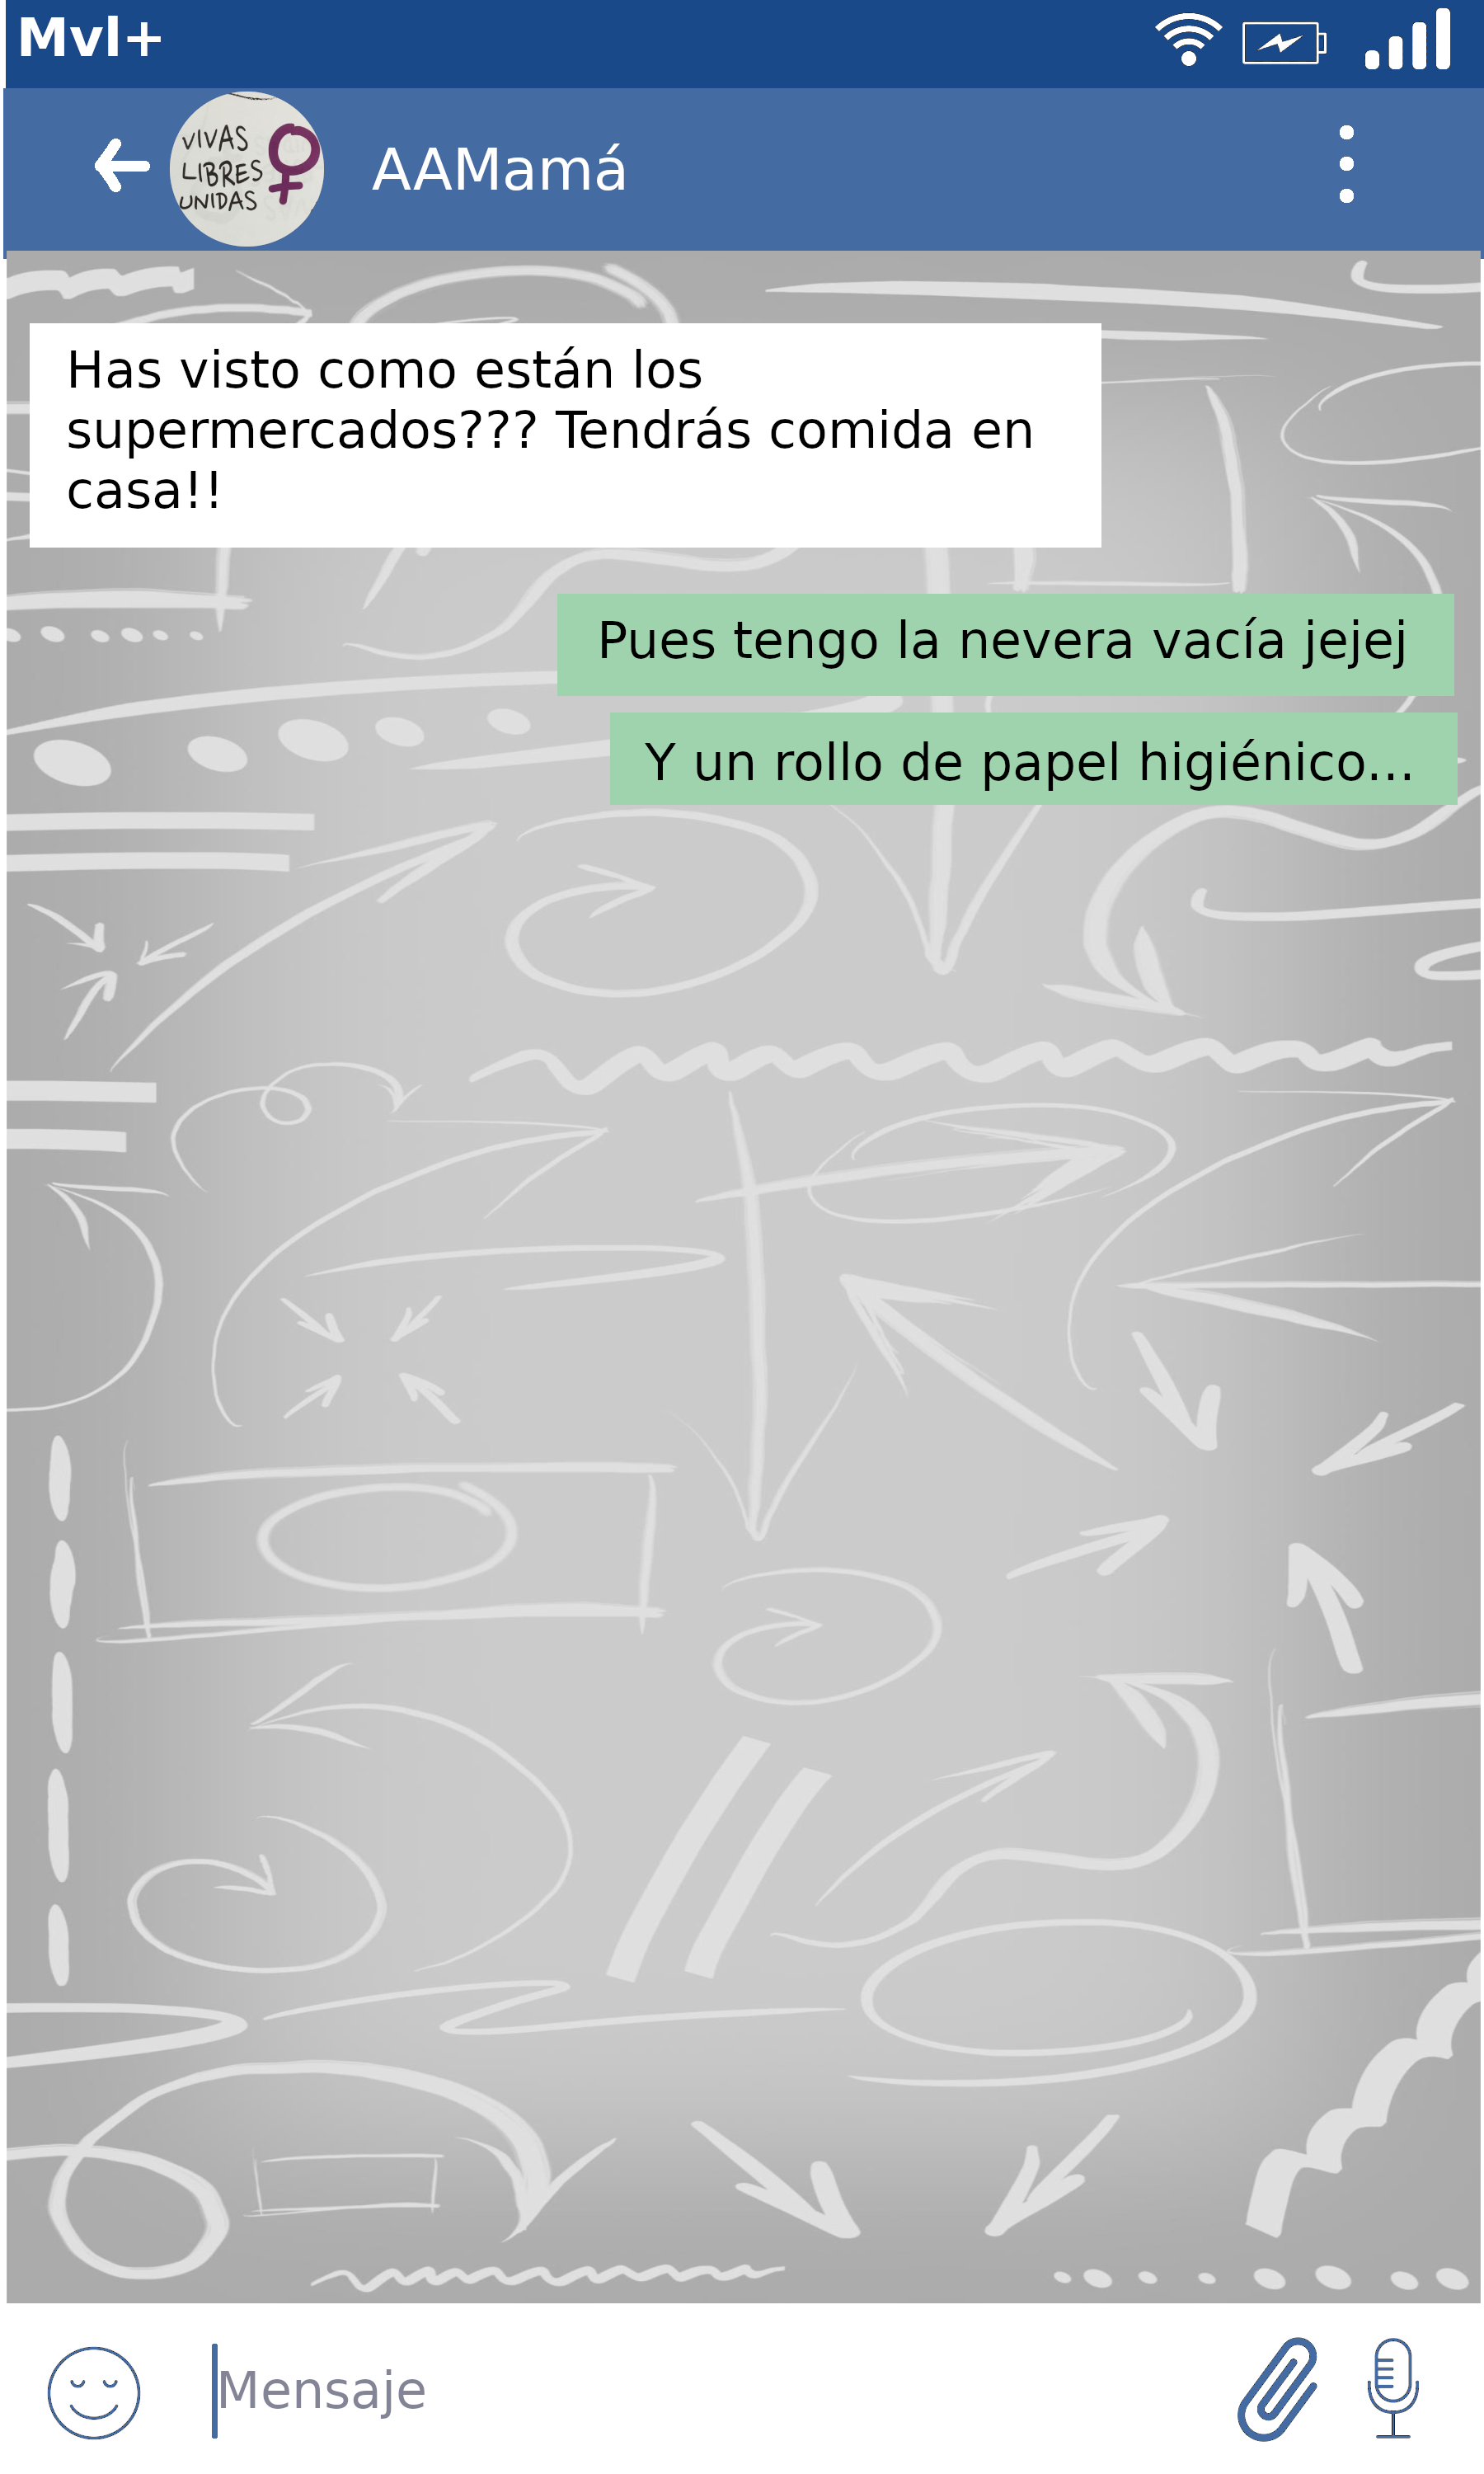 Mvl+
VIVAS
LIBRES
UNIDAS
AAMamá
Has visto como están los
supermercados??? Tendrás comida en
casa!!
Pues tengo la nevera vacía jejej
Y un rollo de papel higiénico...
Mensaje